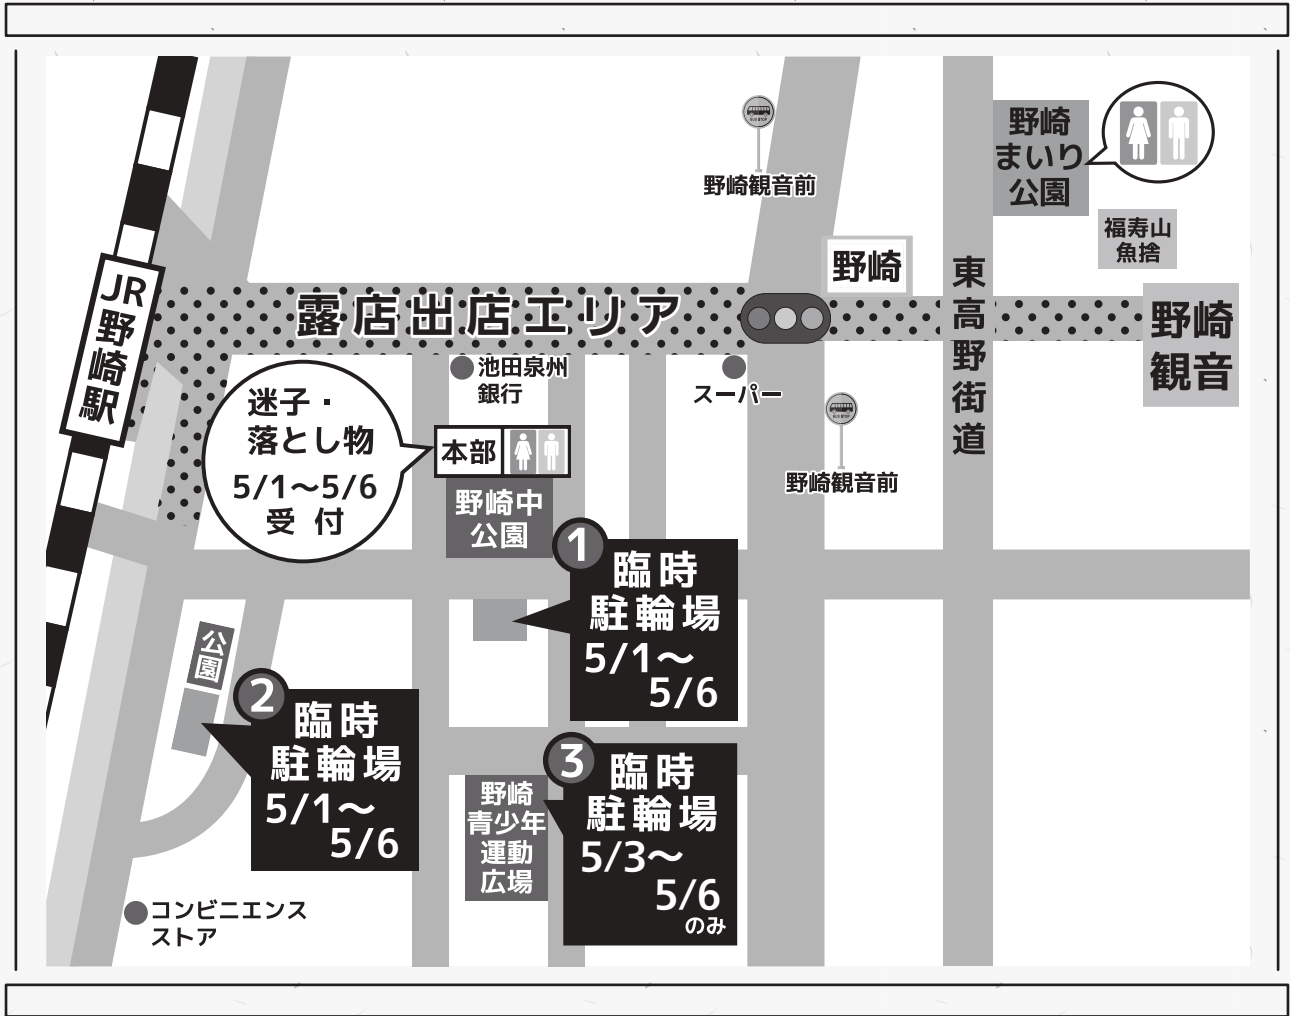 野崎観音前
野崎
まいり
公園
福寿山
魚捨
野崎
東高野街道
野崎
観音
JR野崎駅
露店出店エリア
池田泉州
銀行
スーパー
迷子・
落とし物
5/1〜5/6
受 付
本部
野崎中
公園
野崎観音前
1
臨時
駐輪場
5/1〜
5/6
公園
2
臨時
駐輪場
5/1〜
5/6
3
臨時
駐輪場
5/3〜
5/6
のみ
野崎
青少年
運動
広場
コンビニエンス
ストア
BUS STOP
BUS STOP